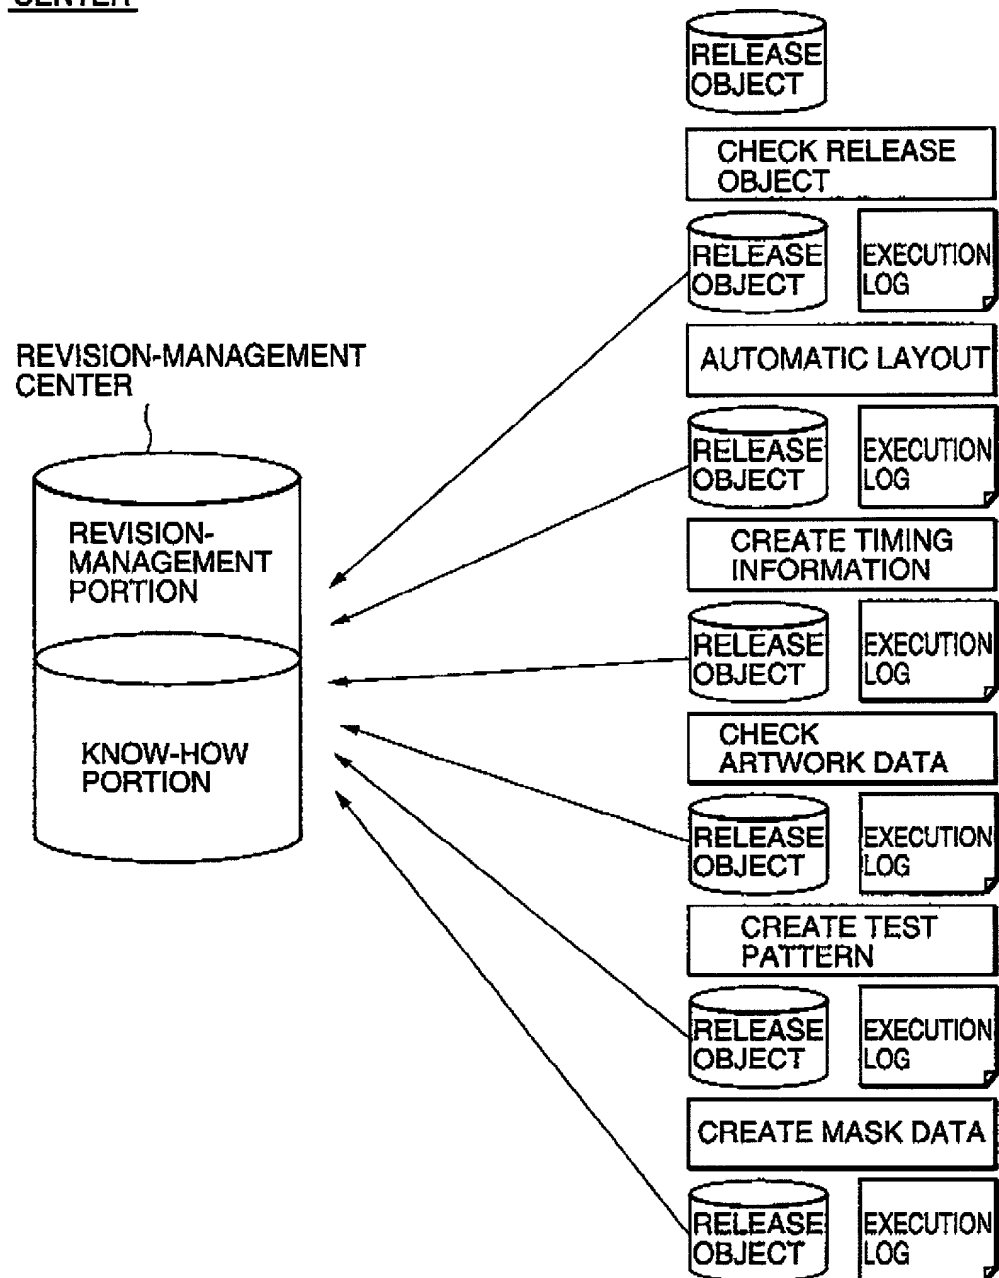 CENTER
RELEASE
OBJECT
CHECK RELEASE
OBJECT
RELEASE
OBJECT
EXECUTION
LOG
REVISION-MANAGEMENT
CENTER
AUTOMATIC LAYOUT
RELEASE
OBJECT
EXECUTION
LOG
REVISION-
MANAGEMENT
PORTION
CREATE TIMING
INFORMATION
RELEASE
OBJECT
EXECUTION
LOG
KNOW-HOW
PORTION
CHECK
ARTWORK DATA
RELEASE
OBJECT
EXECUTION
LOG
CREATE TEST
PATTERN
RELEASE
OBJECT
EXECUTION
LOG
CREATE MASK DATA
RELEASE
OBJECT
EXECUTION
LOG